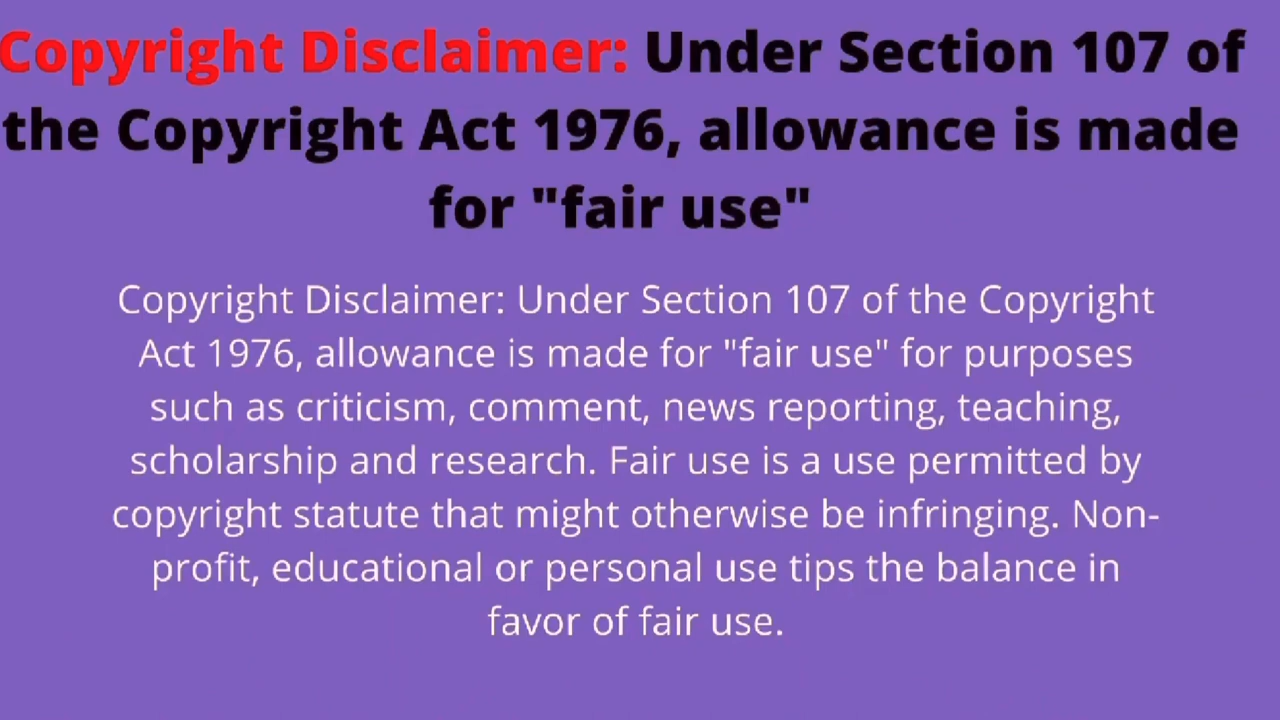 Copyright Disclaimer: Under Section 107 of
the Copyright Act 1976, allowance is made
for "fair use"
Copyright Disclaimer: Under Section 107 of the Copyright
Act 1976, allowance is made for "fair use" for purposes
such as criticism, comment, news reporting, teaching,
scholarship and research. Fair use is a use permitted by
copyright statute that might otherwise be infringing. Non-
profit, educational or personal use tips the balance in
favor of fair use.